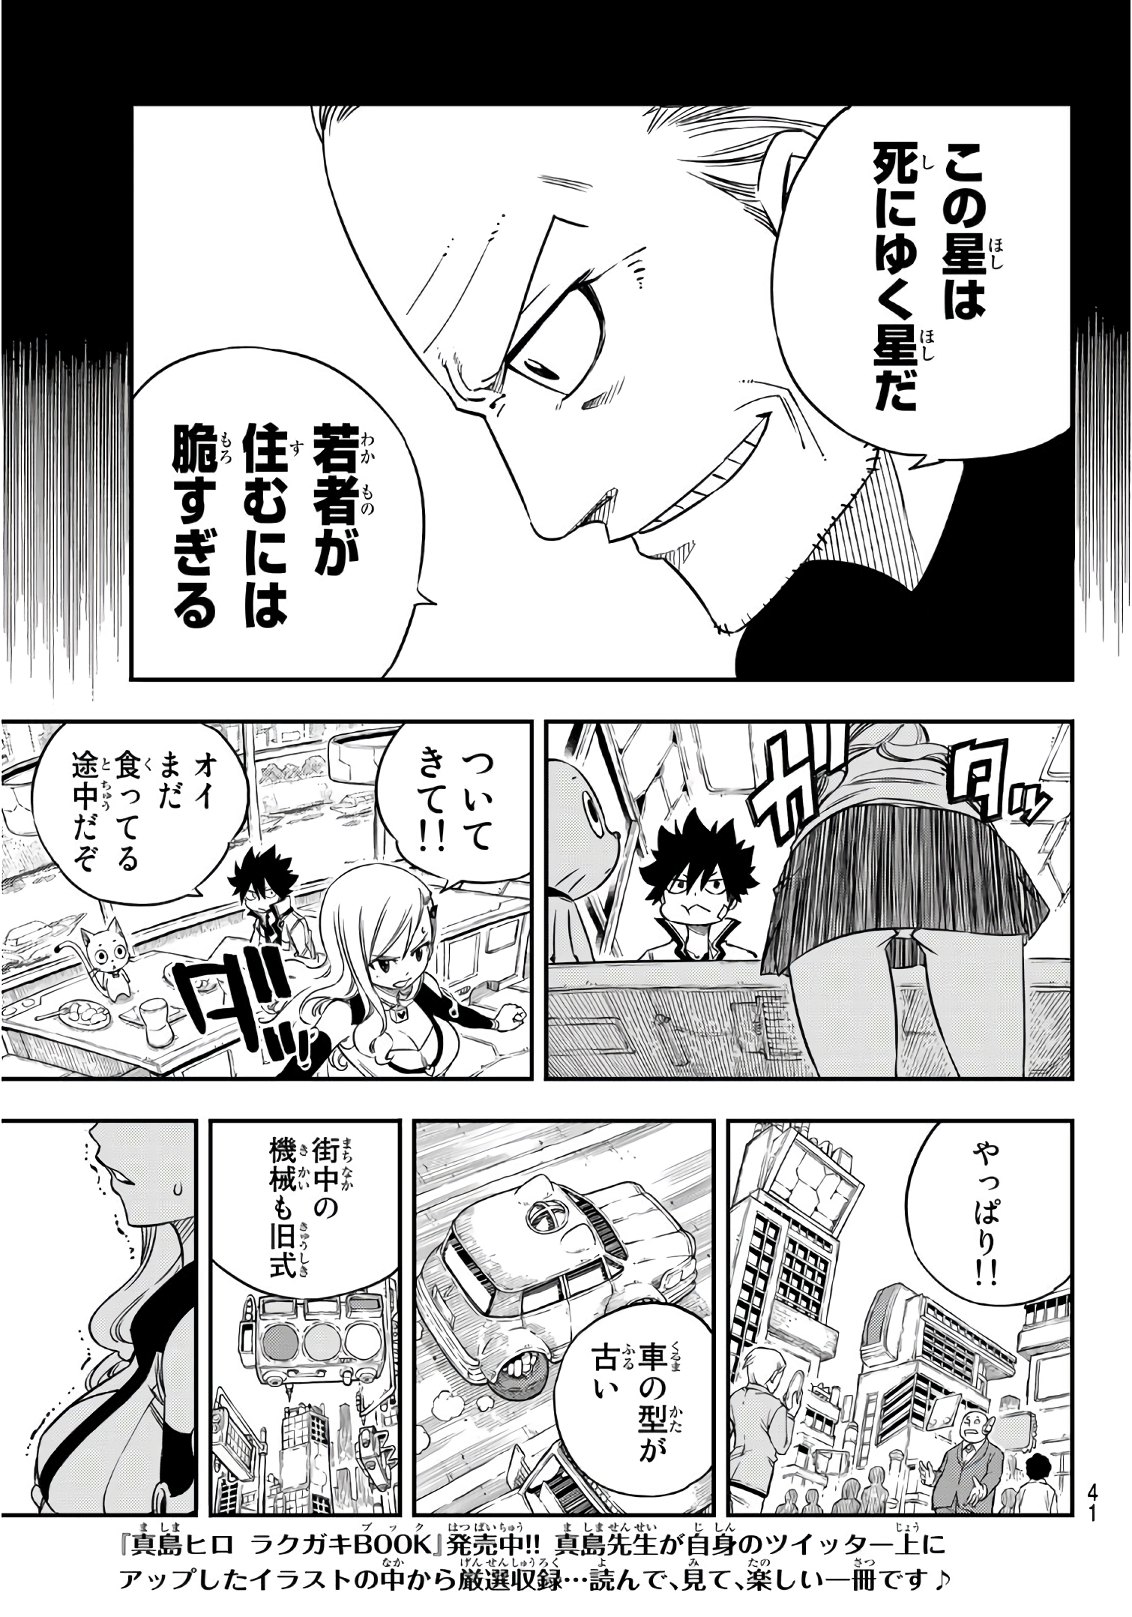 この星は
死にゆく星だ
若者が
住むには
脆すぎる
ガタッ
ついて
きて!!
オイ
まだ
食ってる
途中だぞ
ダッ
やっぱり!!
車の型が
古い
街中の
機械も旧式
41
『真島ヒロ ラクガキBOOK』発売中!! 真島先生が自身のツイッター上に
アップしたイラストの中から厳選収録…読んで、見て、楽しい一冊です♪